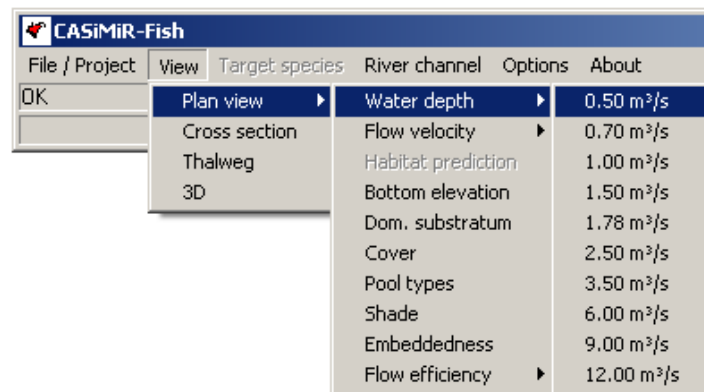 CASiMiR-Fish
File / Project View Target species River channel Options About
OK
Plan view
Cross section
Thalweg
3D
Water depth
Flow velocity
Habitat prediction
Bottom elevation
Dom. substratum
Cover
Pool types
Shade
Embeddedness
Flow efficiency
0.50 m³/s
0.70 m³/s
1.00 m³/s
1.50 m³/s
1.78 m³/s
2.50 m³/s
3.50 m³/s
6.00 m³/s
9.00 m³/s
12.00 m³/s